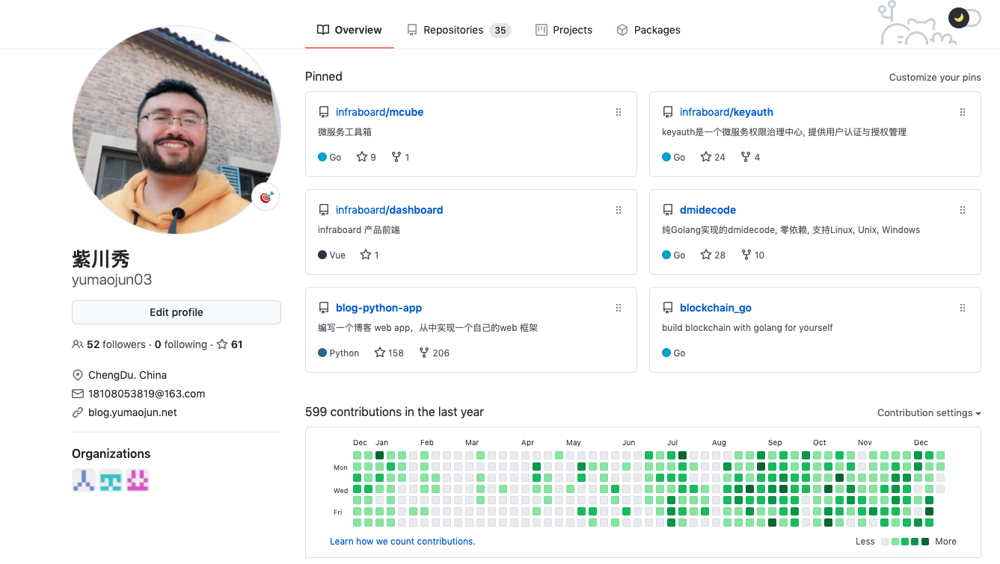 Overview
Repositories 35
Projects
Packages
紫川秀
yumaojun03
Edit profile
52 followers · 0 following · 61
ChengDu. China
18108053819@163.com
blog.yumaojun.net
Organizations
Pinned
Customize your pins
infraboard/mcube
微服务工具箱
Go 9 1
infraboard/keyauth
keyauth是一个微服务权限治理中心, 提供用户认证与授权管理
Go 24 4
infraboard/dashboard
infraboard 产品前端
Vue 1
dmidecode
纯Golang实现的dmidecode, 零依赖, 支持Linux, Unix, Windows
Go 28 10
blog-python-app
编写一个博客 web app，从中实现一个自己的web 框架
Python 158 206
blockchain_go
build blockchain with golang for yourself
Go
599 contributions in the last year
Contribution settings
Dec Jan Feb Mar Apr May Jun Jul Aug Sep Oct Nov Dec
Mon
Wed
Fri
Learn how we count contributions.
Less More